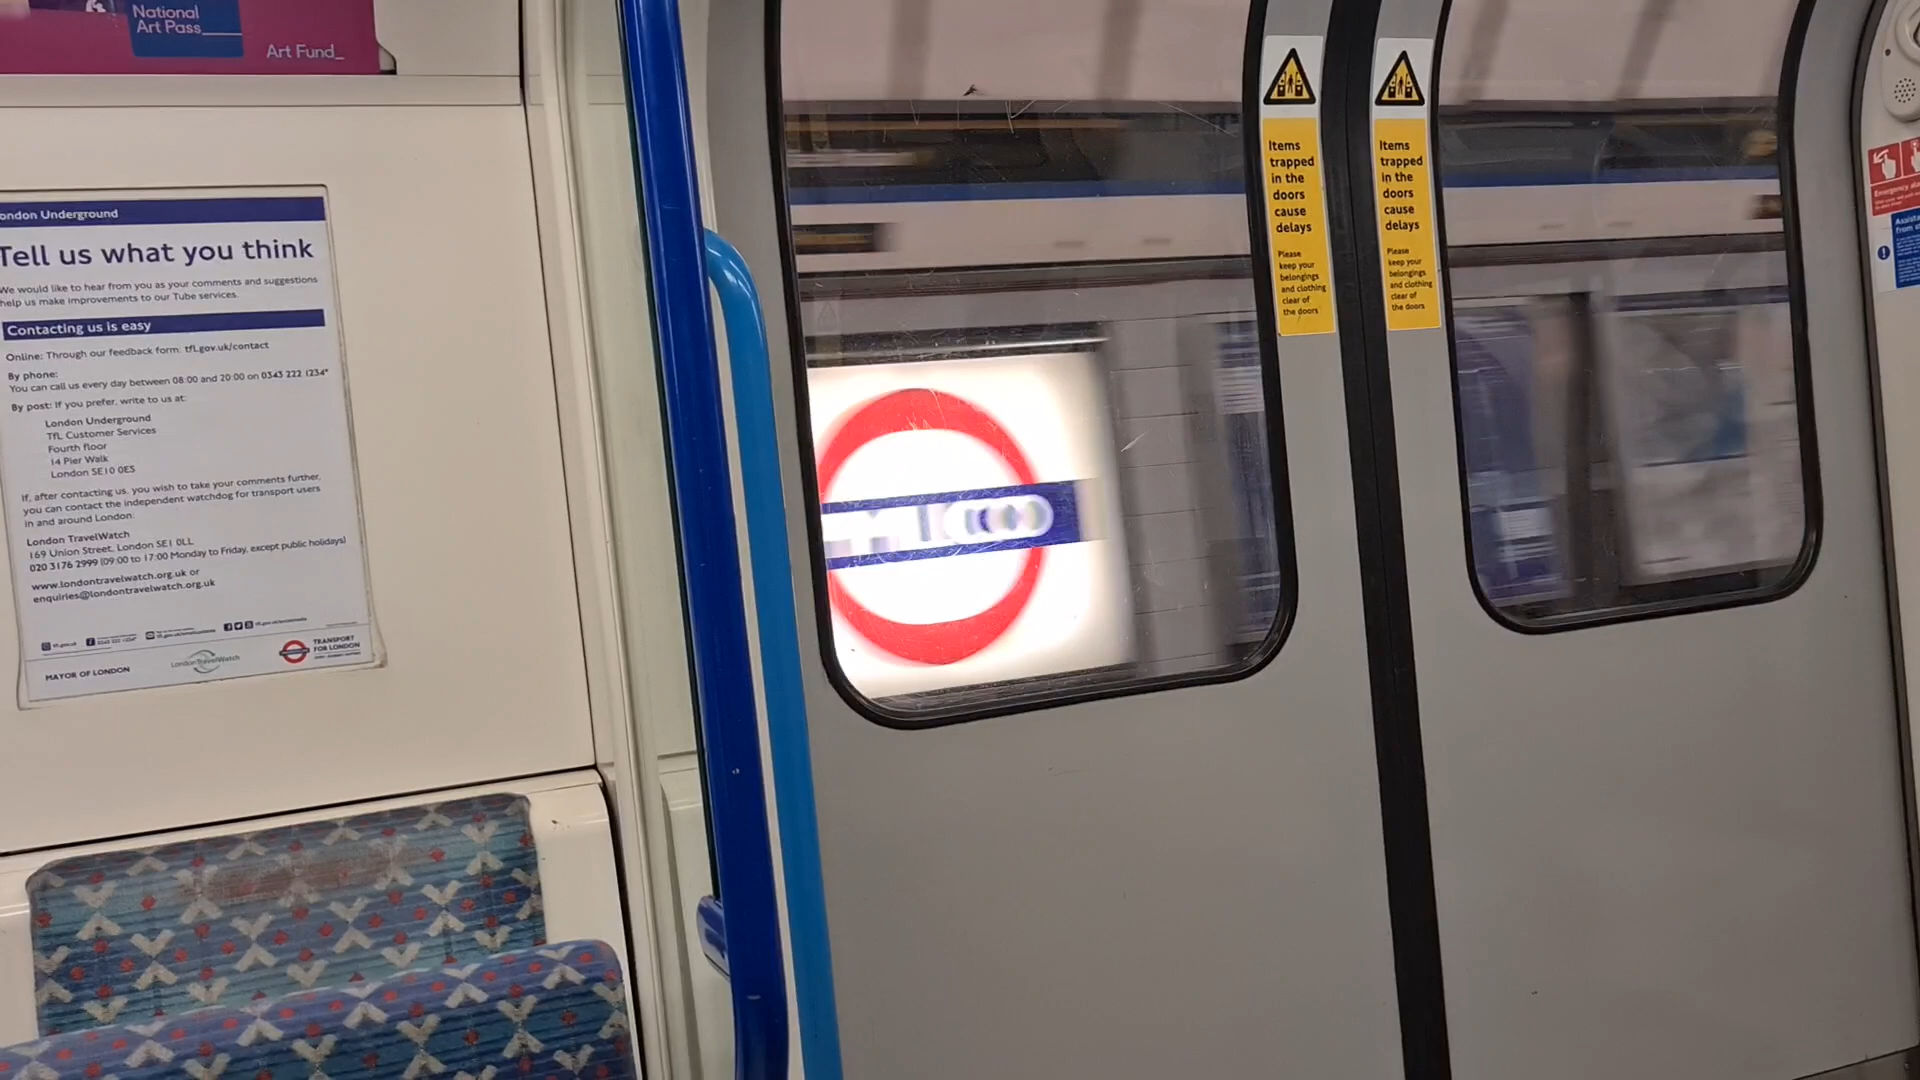 National
Art Pass
Art Fund_
ondon Underground
Tell us what you think
We would like to hear from you as your comments and suggestions
help us make improvements to our Tube services.
Contacting us is easy
Online: Through our feedback form: tfl.gov.uk/contact
By phone:
You can call us every day between 08:00 and 20:00 on 0343 222 1234*
By post: If you prefer, write to us at:
London Underground
TfL Customer Services
Fourth floor
14 Pier Walk
London SE10 0ES
If, after contacting us, you wish to take your comments further,
you can contact the independent watchdog for transport users
in and around London:
London TravelWatch
169 Union Street, London SE1 0LL
020 3176 2999 (09:00 to 17:00 Monday to Friday, except public holidays)
www.londontravelwatch.org.uk or
enquiries@londontravelwatch.org.uk
tfl.gov.uk
MAYOR OF LONDON
London TravelWatch
TRANSPORT
FOR LONDON
Items
trapped
in the
doors
cause
delays
Please
keep your
belongings
and clothing
clear of
the doors
Items
trapped
in the
doors
cause
delays
Please
keep your
belongings
and clothing
clear of
the doors
Emergency
Assista
from s